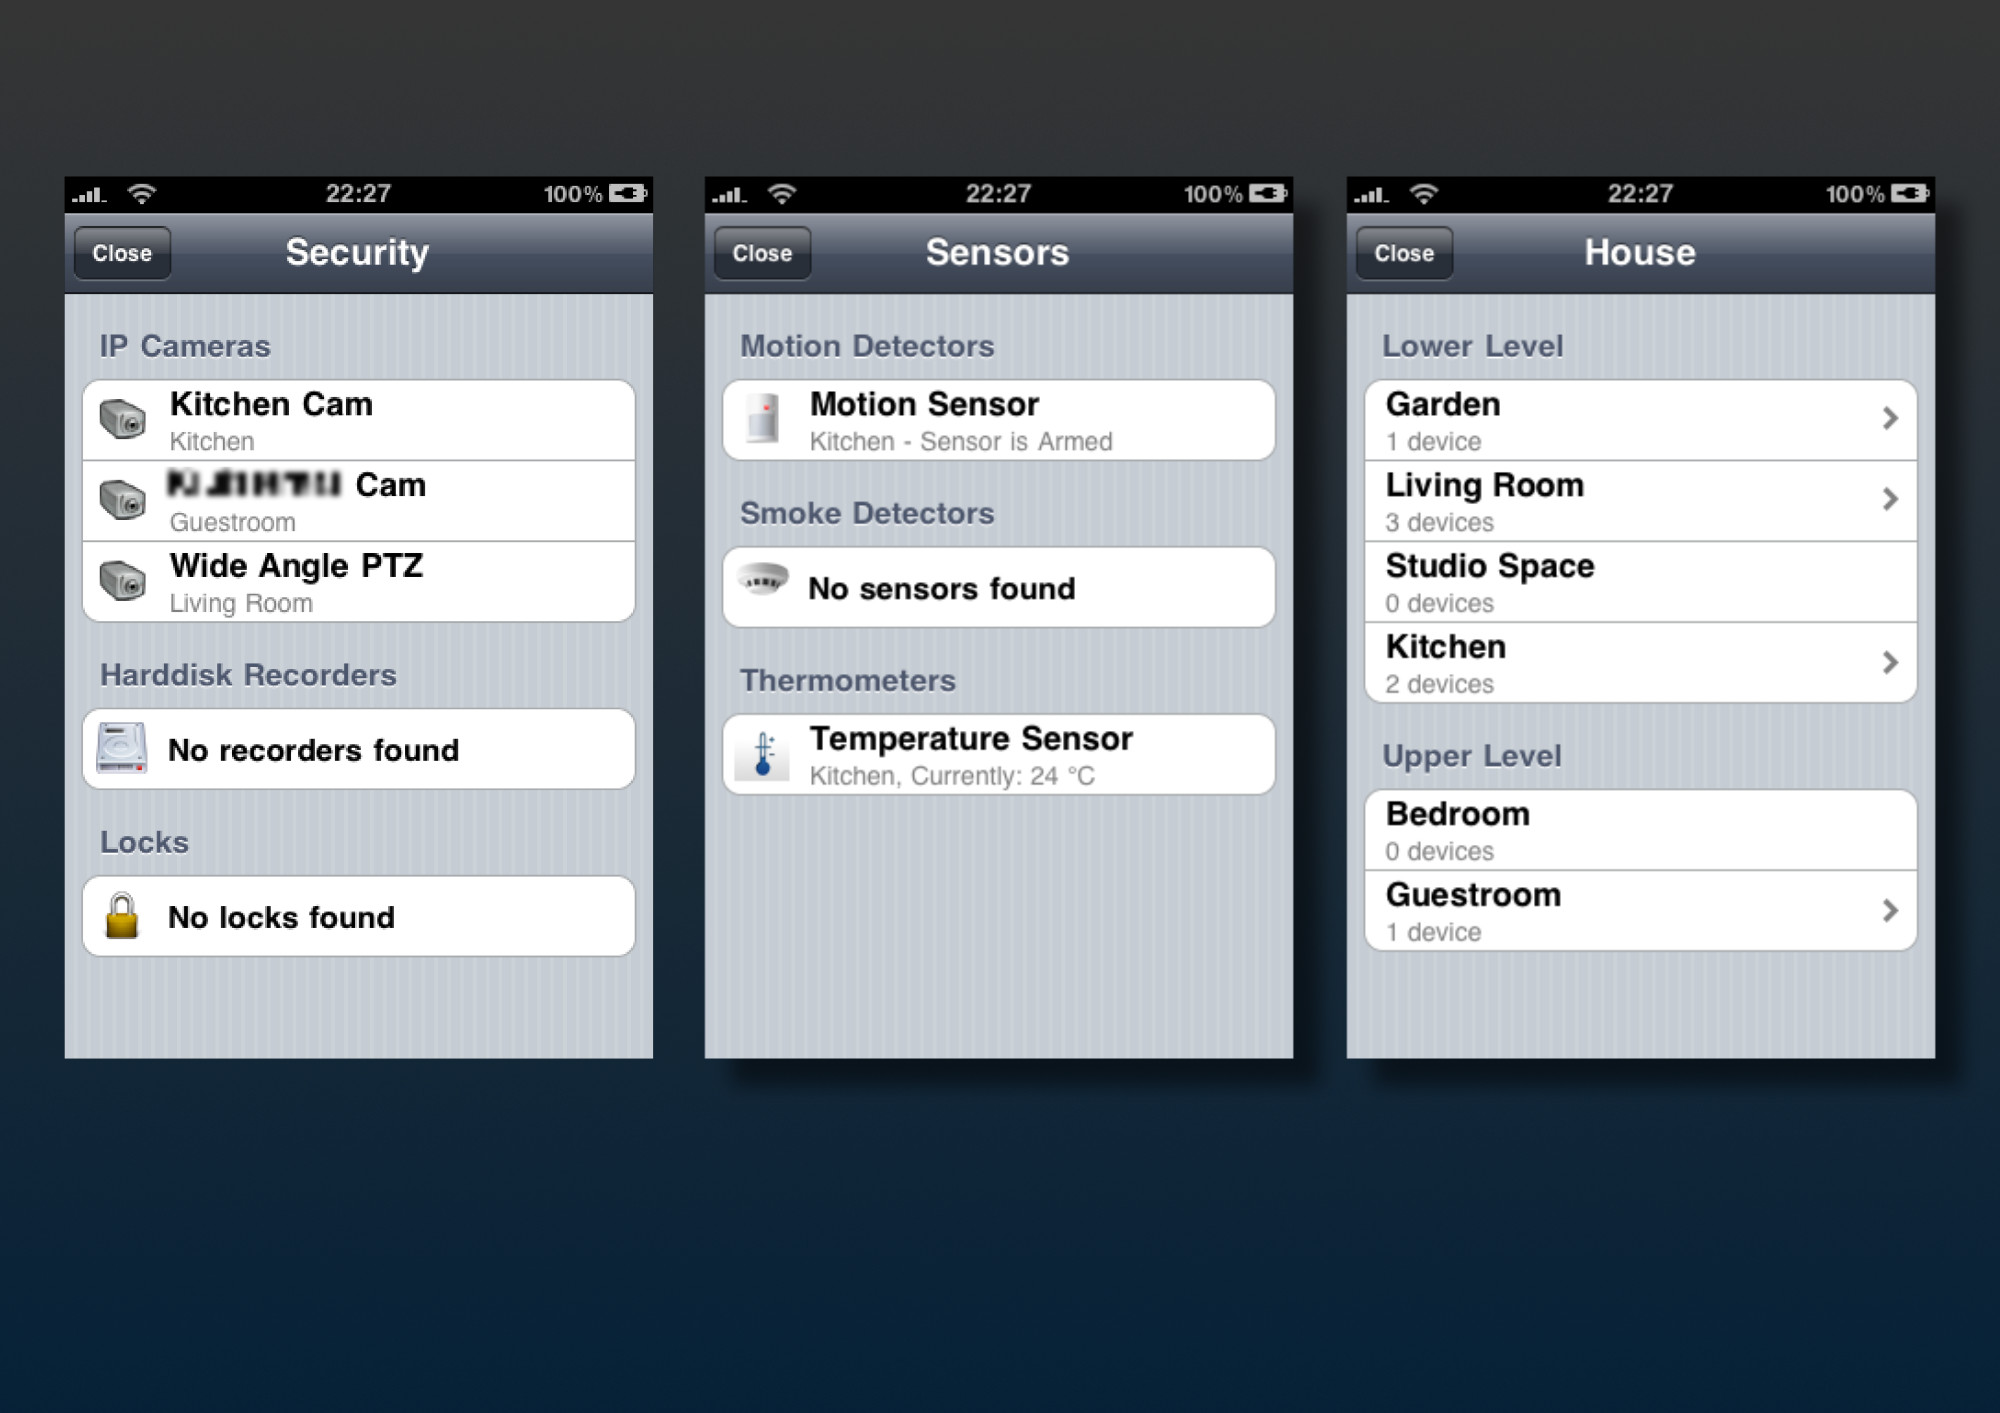 22:27
100%
Close
Security
IP Cameras
Kitchen Cam
Kitchen
Cam
Guestroom
Wide Angle PTZ
Living Room
Harddisk Recorders
No recorders found
Locks
No locks found
22:27
100%
Close
Sensors
Motion Detectors
Motion Sensor
Kitchen - Sensor is Armed
Smoke Detectors
No sensors found
Thermometers
Temperature Sensor
Kitchen, Currently: 24 °C
22:27
100%
Close
House
Lower Level
Garden
1 device
Living Room
3 devices
Studio Space
0 devices
Kitchen
2 devices
Upper Level
Bedroom
0 devices
Guestroom
1 device